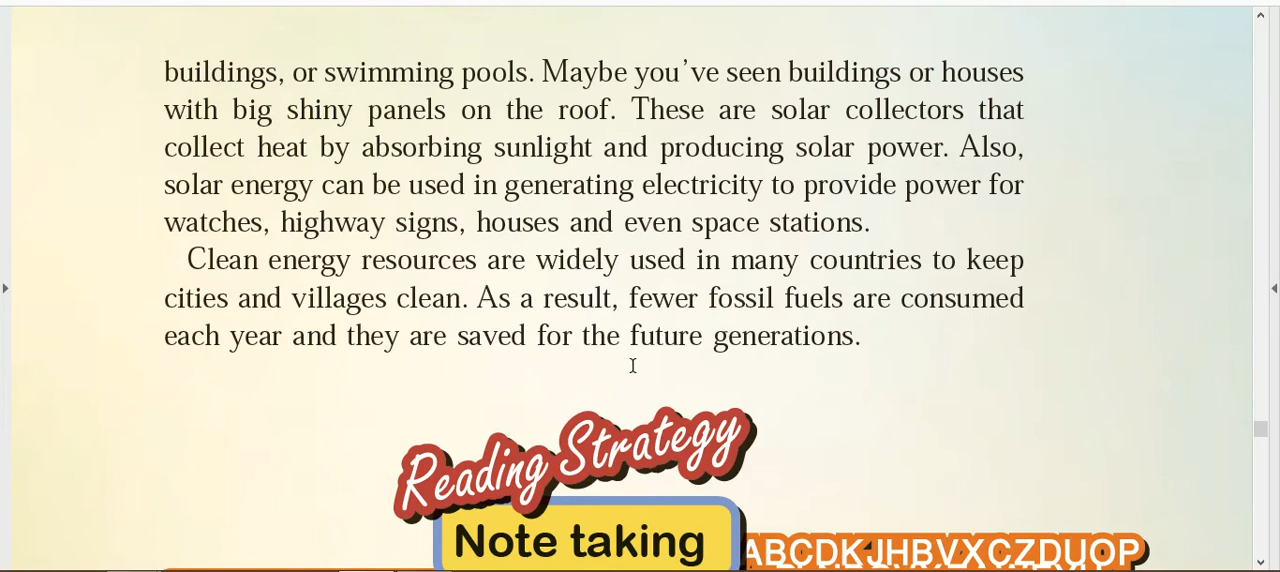 buildings, or swimming pools. Maybe you've seen buildings or houses
with big shiny panels on the roof. These are solar collectors that
collect heat by absorbing sunlight and producing solar power. Also,
solar energy can be used in generating electricity to provide power for
watches, highway signs, houses and even space stations.
Clean energy resources are widely used in many countries to keep
cities and villages clean. As a result, fewer fossil fuels are consumed
each year and they are saved for the future generations.
Reading Strategy
Note taking
ABCDKJHBVXCZDUOP